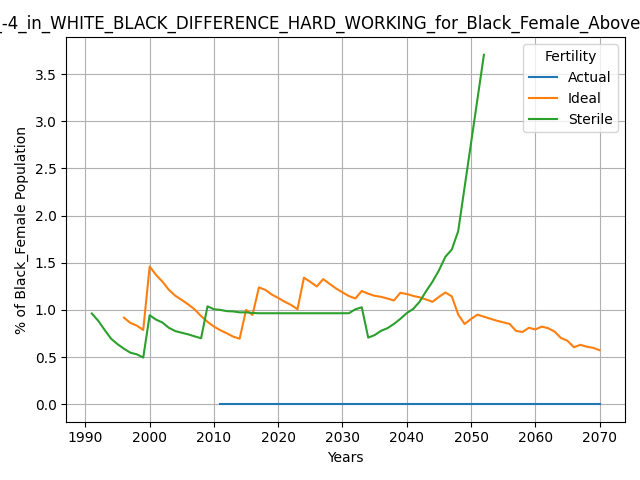 _-4_in_WHITE_BLACK_DIFFERENCE_HARD_WORKING_for_Black_Female_Above
Fertility
Actual
Ideal
Sterile
% of Black_Female Population
3.5
3.0
2.5
2.0
1.5
1.0
0.5
0.0
1990 2000 2010 2020 2030 2040 2050 2060 2070
Years